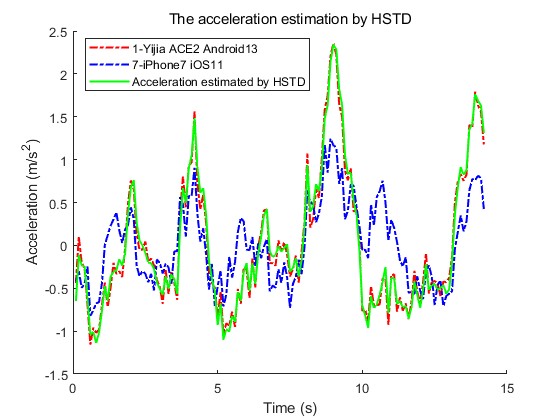 The acceleration estimation by HSTD
2.5
2
1.5
1
0.5
0
-0.5
-1
-1.5
Acceleration (m/s²)
1-Yijia ACE2 Android13
7-iPhone7 iOS11
Acceleration estimated by HSTD
0
5
10
15
Time (s)